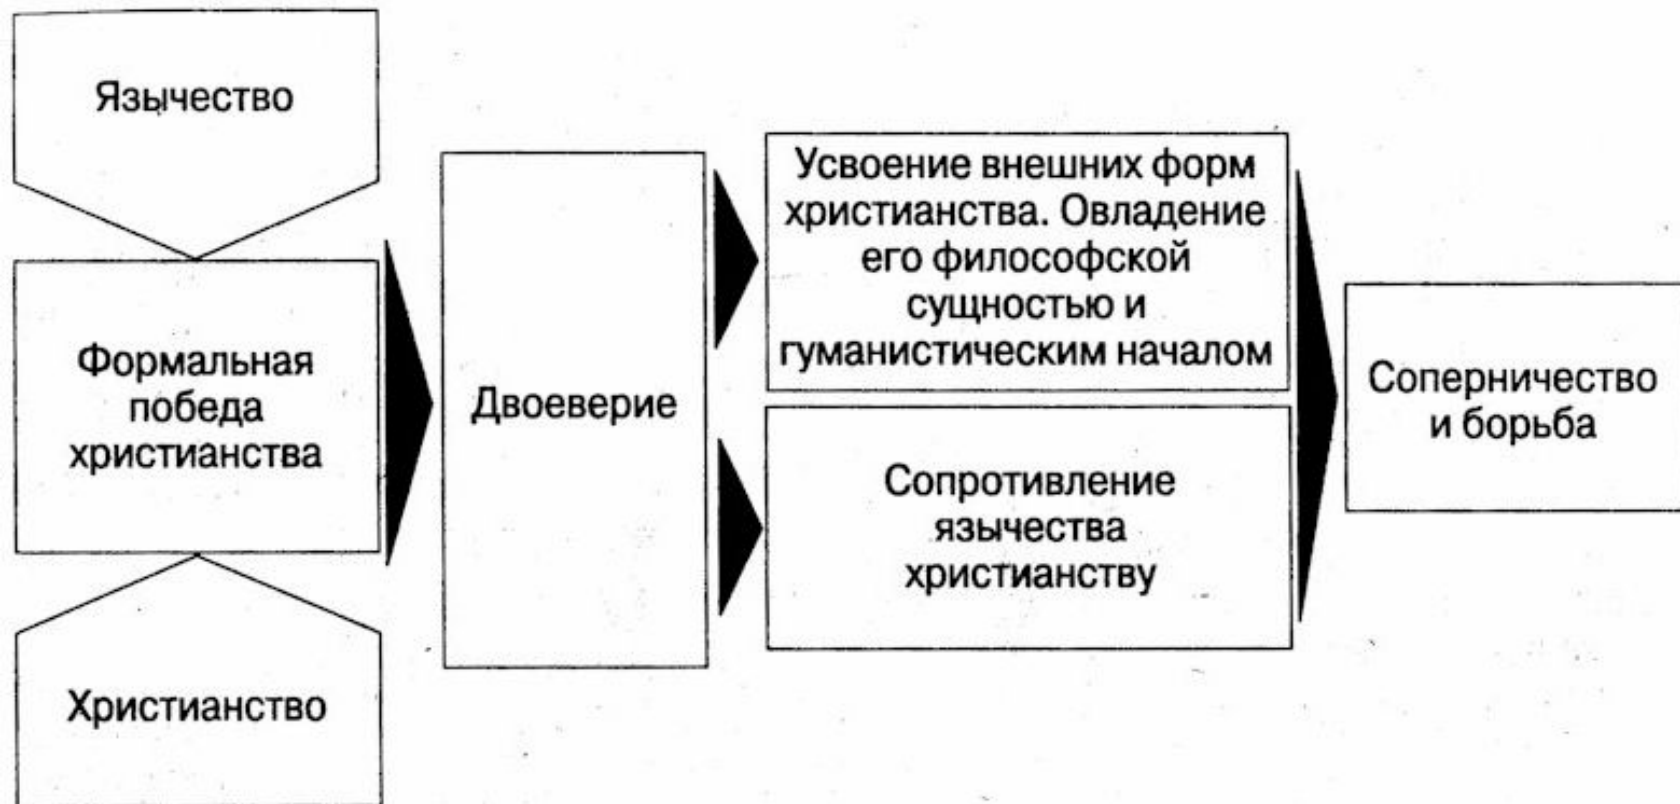 Язычество
Формальная
победа
христианства
Христианство
Двоеверие
Усвоение внешних форм
христианства. Овладение
его философской
сущностью и
гуманистическим началом
Сопротивление
язычества
христианству
Соперничество
и борьба